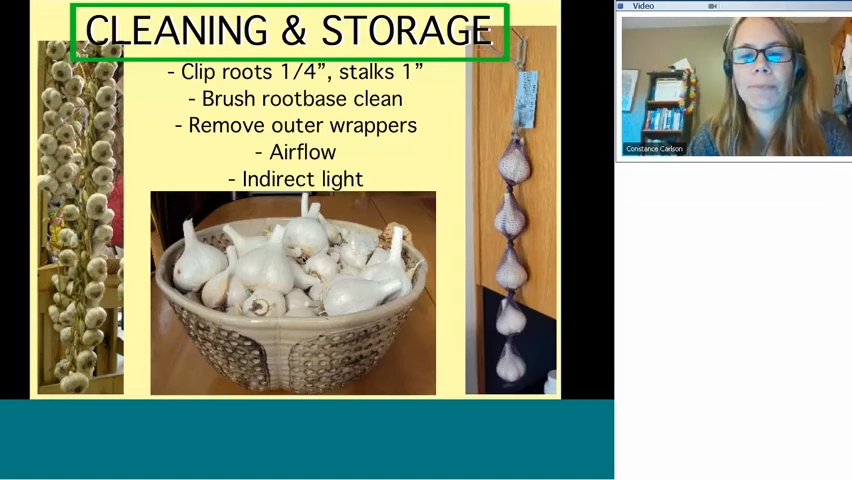 CLEANING & STORAGE
- Clip roots 1/4”, stalks 1”
- Brush rootbase clean
- Remove outer wrappers
- Airflow
- Indirect light
Video
Constance Carlson